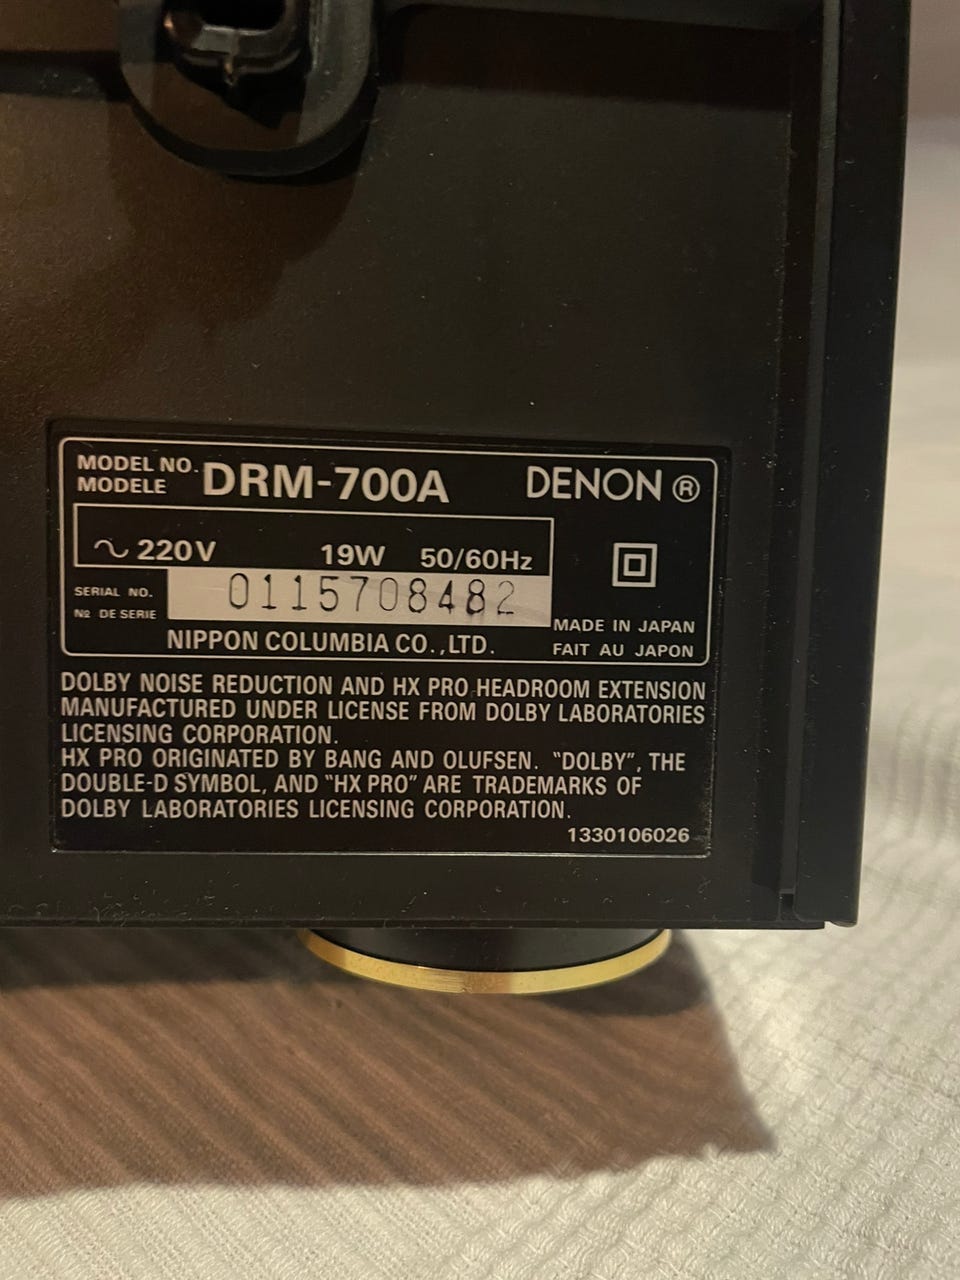 MODEL NO. DRM-700A DENON ®
MODELE
∿ 220V 19W 50/60Hz
SERIAL NO. 0115708482
№ DE SERIE
MADE IN JAPAN
NIPPON COLUMBIA CO.,LTD. FAIT AU JAPON
DOLBY NOISE REDUCTION AND HX PRO HEADROOM EXTENSION
MANUFACTURED UNDER LICENSE FROM DOLBY LABORATORIES
LICENSING CORPORATION.
HX PRO ORIGINATED BY BANG AND OLUFSEN. "DOLBY", THE
DOUBLE-D SYMBOL, AND "HX PRO" ARE TRADEMARKS OF
DOLBY LABORATORIES LICENSING CORPORATION.
1330106026